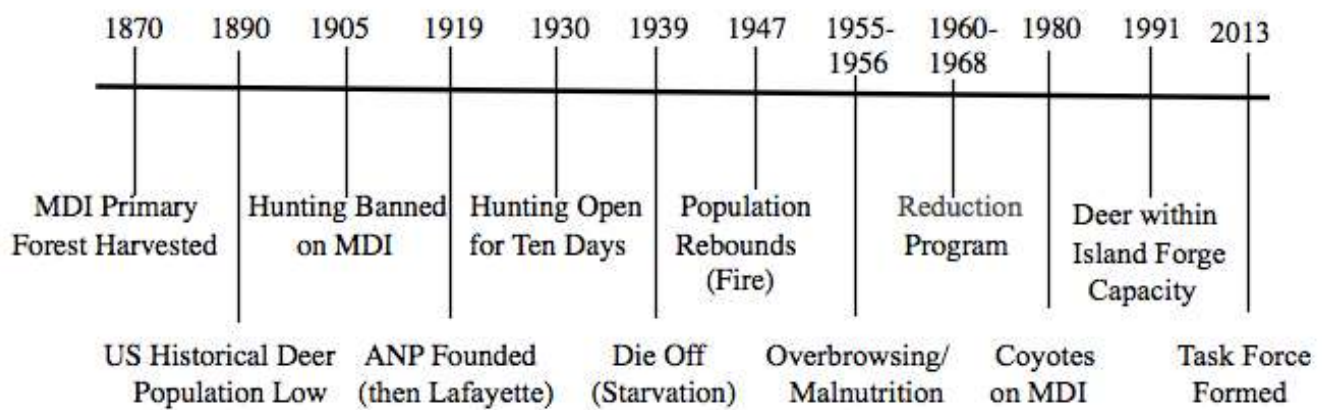 1870 1890 1905 1919 1930 1939 1947 1955- 1960- 1980 1991 2013
1956 1968
MDI Primary Hunting Banned Hunting Open Population Reduction Deer within
Forest Harvested on MDI for Ten Days Rebounds Program Island Forge
(Fire) Capacity
US Historical Deer ANP Founded Die Off Overbrowsing/ Coyotes Task Force
Population Low (then Lafayette) (Starvation) Malnutrition on MDI Formed